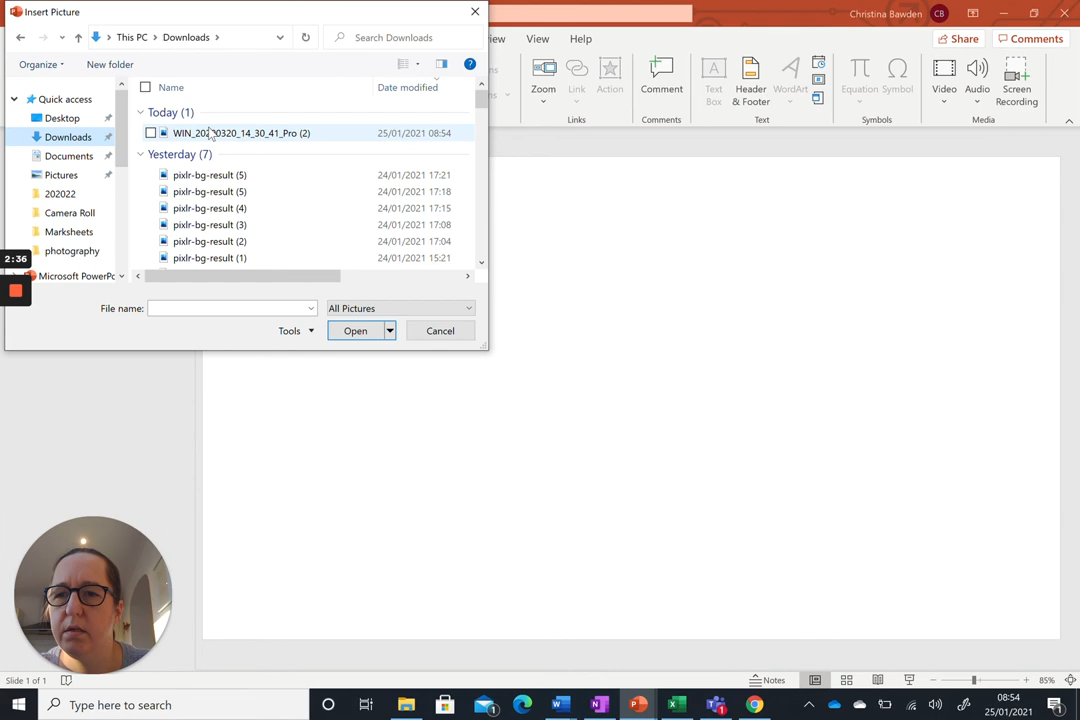 Insert Picture
Christina Bawden CB
This PC Downloads Search Downloads
View Help Share Comments
Organize New folder
Name Date modified
Zoom Link Action Comment Text Box Header & Footer WordArt Equation Symbol Video Audio Screen Recording
Links Comments Text Symbols Media
Quick access
Desktop
Downloads
Documents
Pictures
202022
Camera Roll
Marksheets
photography
Microsoft PowerPo
Today (1)
25/01/2021 08:54
Yesterday (7)
pixlr-bg-result (5) 24/01/2021 17:21
pixlr-bg-result (5) 24/01/2021 17:18
pixlr-bg-result (4) 24/01/2021 17:15
pixlr-bg-result (3) 24/01/2021 17:08
pixlr-bg-result (2) 24/01/2021 17:04
pixlr-bg-result (1) 24/01/2021 15:21
2:36
File name: All Pictures
Tools Open Cancel
Slide 1 of 1 Notes 85%
Type here to search
1 1 08:54
25/01/2021 1